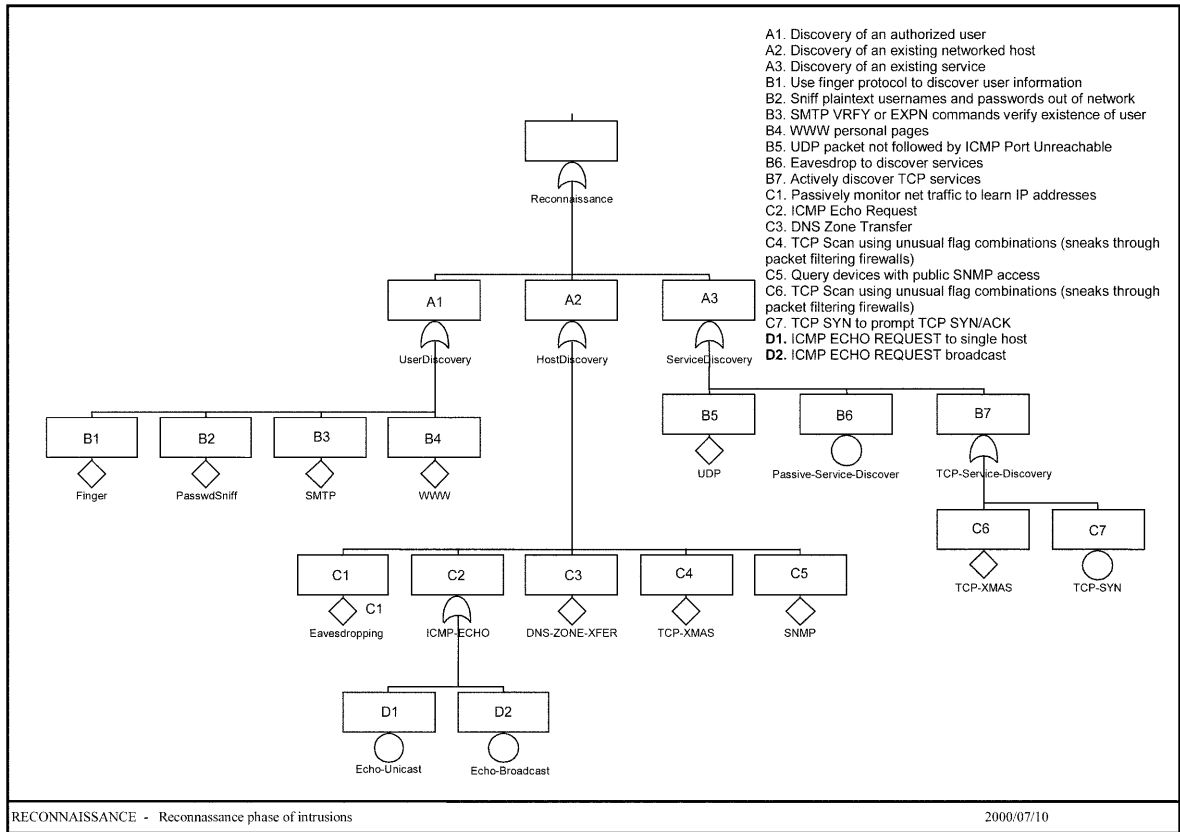 A1. Discovery of an authorized user
A2. Discovery of an existing networked host
A3. Discovery of an existing service
B1. Use finger protocol to discover user information
B2. Sniff plaintext usernames and passwords out of network
B3. SMTP VRFY or EXPN commands verify existence of user
B4. WWW personal pages
B5. UDP packet not followed by ICMP Port Unreachable
B6. Eavesdrop to discover services
B7. Actively discover TCP services
C1. Passively monitor net traffic to learn IP addresses
C2. ICMP Echo Request
C3. DNS Zone Transfer
C4. TCP Scan using unusual flag combinations (sneaks through
packet filtering firewalls)
C5. Query devices with public SNMP access
C6. TCP Scan using unusual flag combinations (sneaks through
packet filtering firewalls)
C7. TCP SYN to prompt TCP SYN/ACK
D1. ICMP ECHO REQUEST to single host
D2. ICMP ECHO REQUEST broadcast
Reconnaissance
A1
A2
A3
UserDiscovery
HostDiscovery
ServiceDiscovery
B1
B2
B3
B4
B5
B6
B7
Finger
PasswdSniff
SMTP
WWW
UDP
Passive-Service-Discover
TCP-Service-Discovery
C6
C7
TCP-XMAS
TCP-SYN
C1
C2
C3
C4
C5
C1
Eavesdropping
ICMP-ECHO
DNS-ZONE-XFER
TCP-XMAS
SNMP
D1
D2
Echo-Unicast
Echo-Broadcast
RECONNAISSANCE - Reconnassance phase of intrusions
2000/07/10